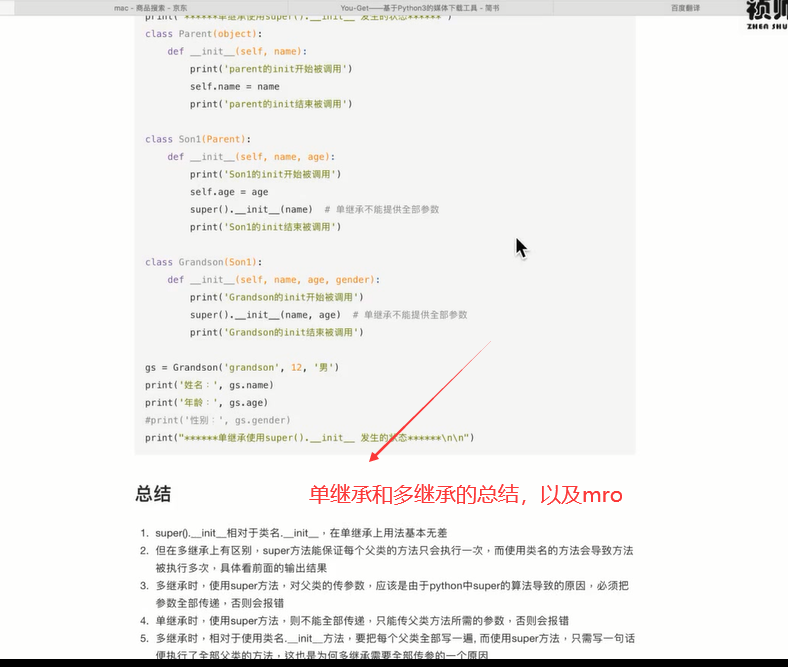 mac - 商品搜索 - 京东
You-Get——基于Python3的媒体下载工具 - 简书
百度翻译
print("******单继承使用super().__init__ 发生的状态******")
class Parent(object):
def __init__(self, name):
print('parent的init开始被调用')
self.name = name
print('parent的init结束被调用')
class Son1(Parent):
def __init__(self, name, age):
print('Son1的init开始被调用')
self.age = age
super().__init__(name)  # 单继承不能提供全部参数
print('Son1的init结束被调用')
class Grandson(Son1):
def __init__(self, name, age, gender):
print('Grandson的init开始被调用')
super().__init__(name, age)  # 单继承不能提供全部参数
print('Grandson的init结束被调用')
gs = Grandson('grandson', 12, '男')
print('姓名：', gs.name)
print('年龄：', gs.age)
#print('性别：', gs.gender)
print("******单继承使用super().__init__ 发生的状态******\n\n")
总结
单继承和多继承的总结，以及mro
1. super().__init__相对于类名.__init__，在单继承上用法基本无差
2. 但在多继承上有区别，super方法能保证每个父类的方法只会执行一次，而使用类名的方法会导致方法
被执行多次，具体看前面的输出结果
3. 多继承时，使用super方法，对父类的传参数，应该是由于python中super的算法导致的原因，必须把
参数全部传递，否则会报错
4. 单继承时，使用super方法，则不能全部传递，只能传父类方法所需的参数，否则会报错
5. 多继承时，相对于使用类名.__init__方法，要把每个父类全部写一遍, 而使用super方法，只需写一句话
便执行了全部父类的方法，这也是为何多继承需要全部传参的一个原因